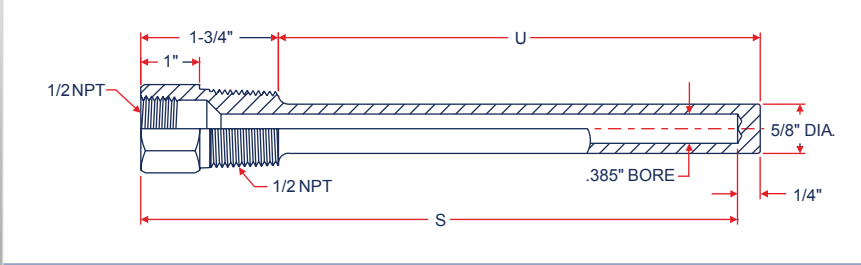 1-3/4"
U
1"
1/2 NPT
5/8" DIA.
.385" BORE
1/2 NPT
1/4"
S